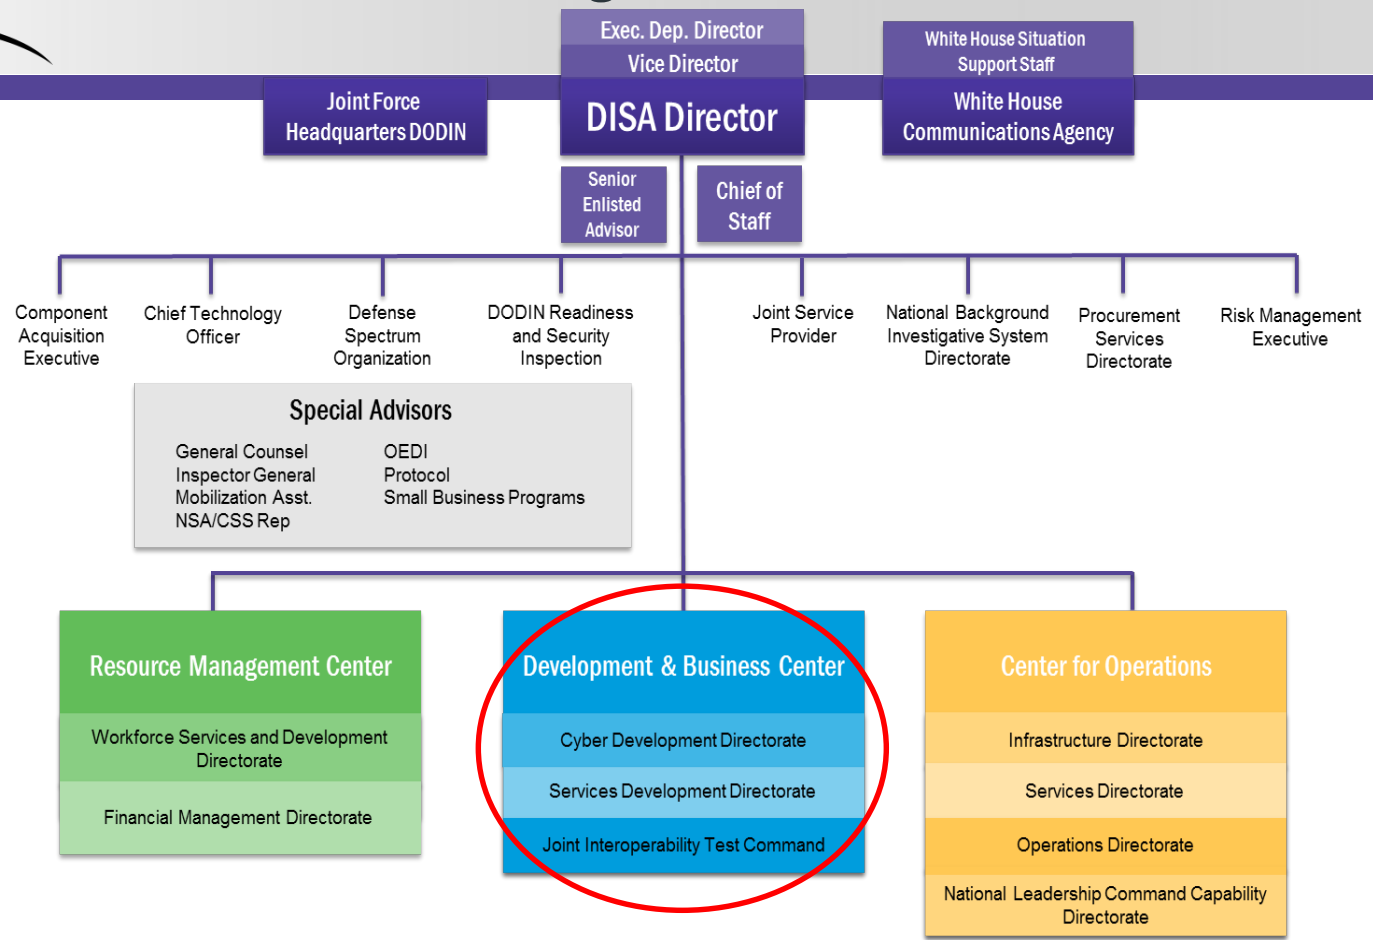 Exec. Dep. Director
Vice Director
DISA Director
White House Situation
Support Staff
White House
Communications Agency
Joint Force
Headquarters DODIN
Senior
Enlisted
Advisor
Chief of
Staff
Component
Acquisition
Executive
Chief Technology
Officer
Defense
Spectrum
Organization
DODIN Readiness
and Security
Inspection
Joint Service
Provider
National Background
Investigative System
Directorate
Procurement
Services
Directorate
Risk Management
Executive
Special Advisors
General Counsel
Inspector General
Mobilization Asst.
NSA/CSS Rep
OEDI
Protocol
Small Business Programs
Resource Management Center
Workforce Services and Development
Directorate
Financial Management Directorate
Development & Business Center
Cyber Development Directorate
Services Development Directorate
Joint Interoperability Test Command
Center for Operations
Infrastructure Directorate
Services Directorate
Operations Directorate
National Leadership Command Capability
Directorate